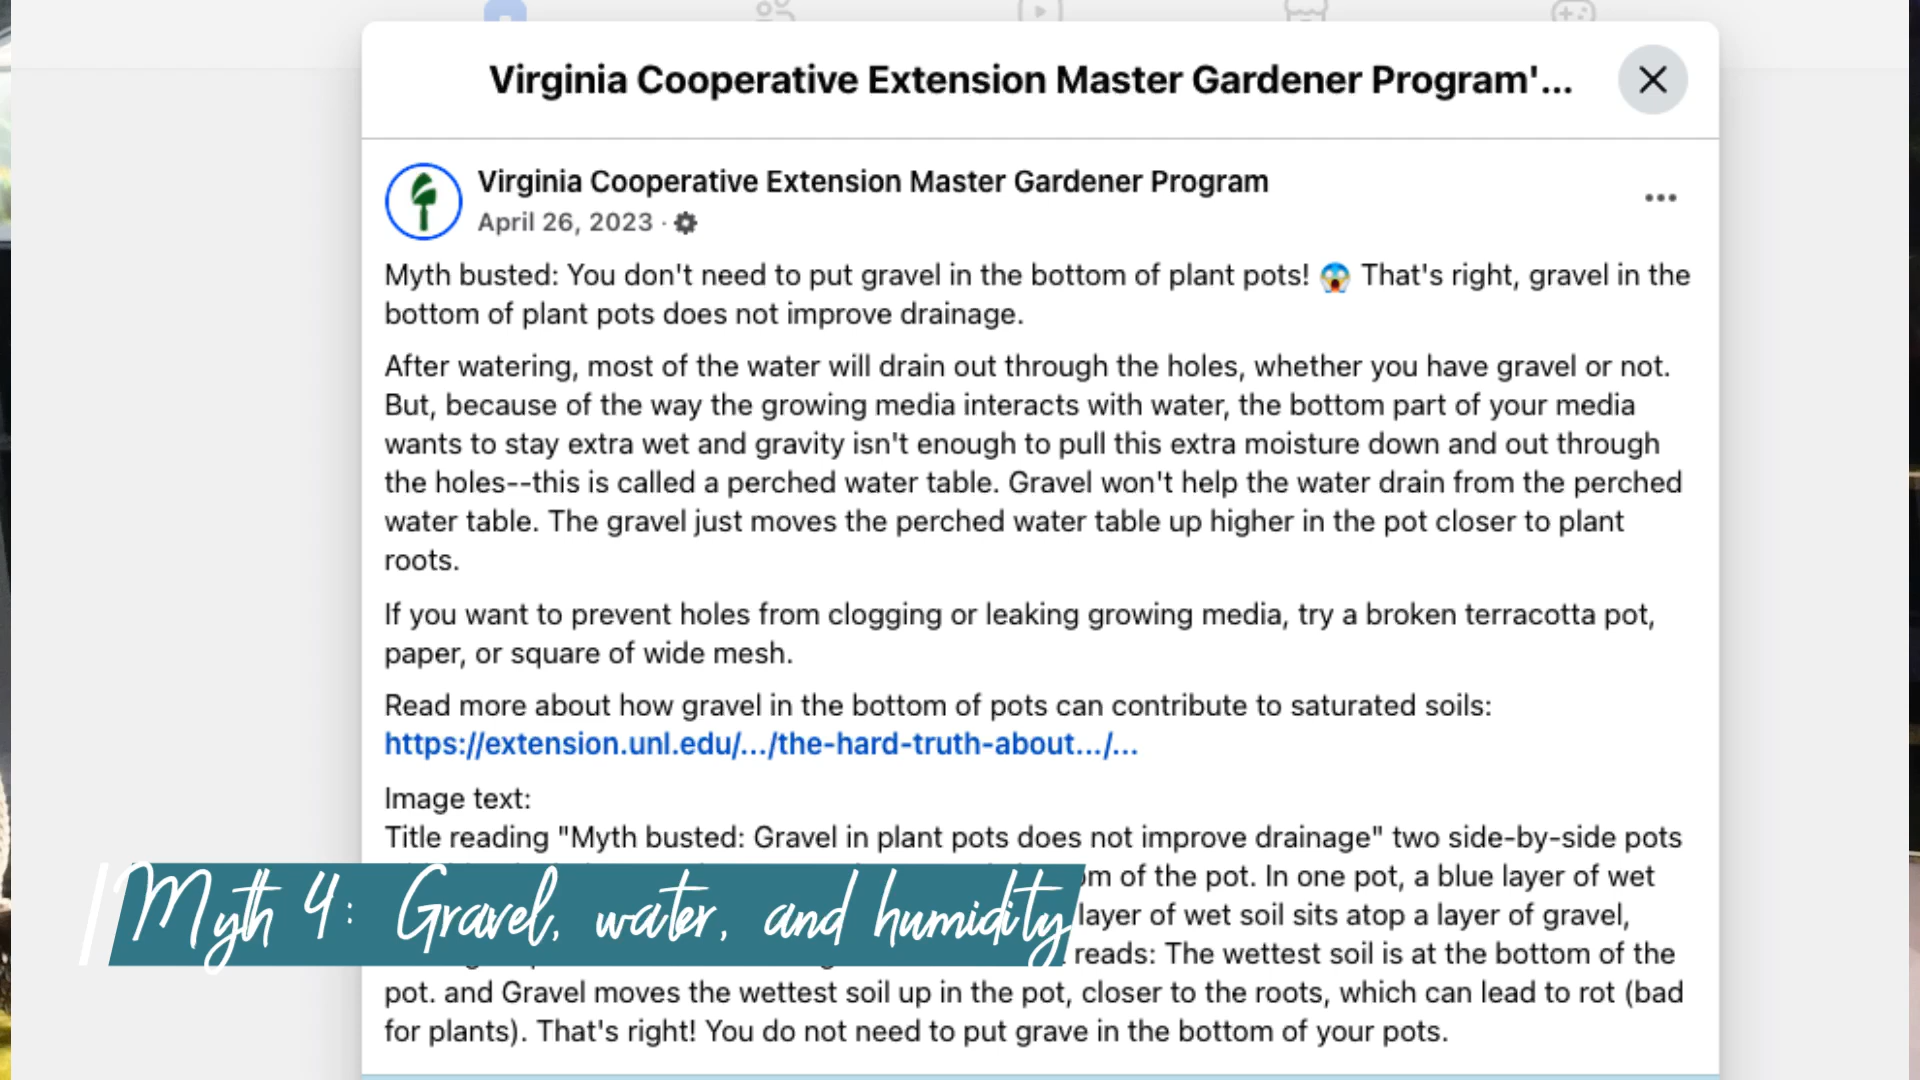 Virginia Cooperative Extension Master Gardener Program'...
Virginia Cooperative Extension Master Gardener Program
April 26, 2023 ·
Myth busted: You don't need to put gravel in the bottom of plant pots! 😱 That's right, gravel in the
bottom of plant pots does not improve drainage.
After watering, most of the water will drain out through the holes, whether you have gravel or not.
But, because of the way the growing media interacts with water, the bottom part of your media
wants to stay extra wet and gravity isn't enough to pull this extra moisture down and out through
the holes--this is called a perched water table. Gravel won't help the water drain from the perched
water table. The gravel just moves the perched water table up higher in the pot closer to plant
roots.
If you want to prevent holes from clogging or leaking growing media, try a broken terracotta pot,
paper, or square of wide mesh.
Read more about how gravel in the bottom of pots can contribute to saturated soils:
https://extension.unl.edu/.../the-hard-truth-about.../...
Image text:
Title reading "Myth busted: Gravel in plant pots does not improve drainage" two side-by-side pots
of the pot. In one pot, a blue layer of wet
layer of wet soil sits atop a layer of gravel,
reads: The wettest soil is at the bottom of the
pot. and Gravel moves the wettest soil up in the pot, closer to the roots, which can lead to rot (bad
for plants). That's right! You do not need to put grave in the bottom of your pots.
Myth 4: Gravel, water, and humidity